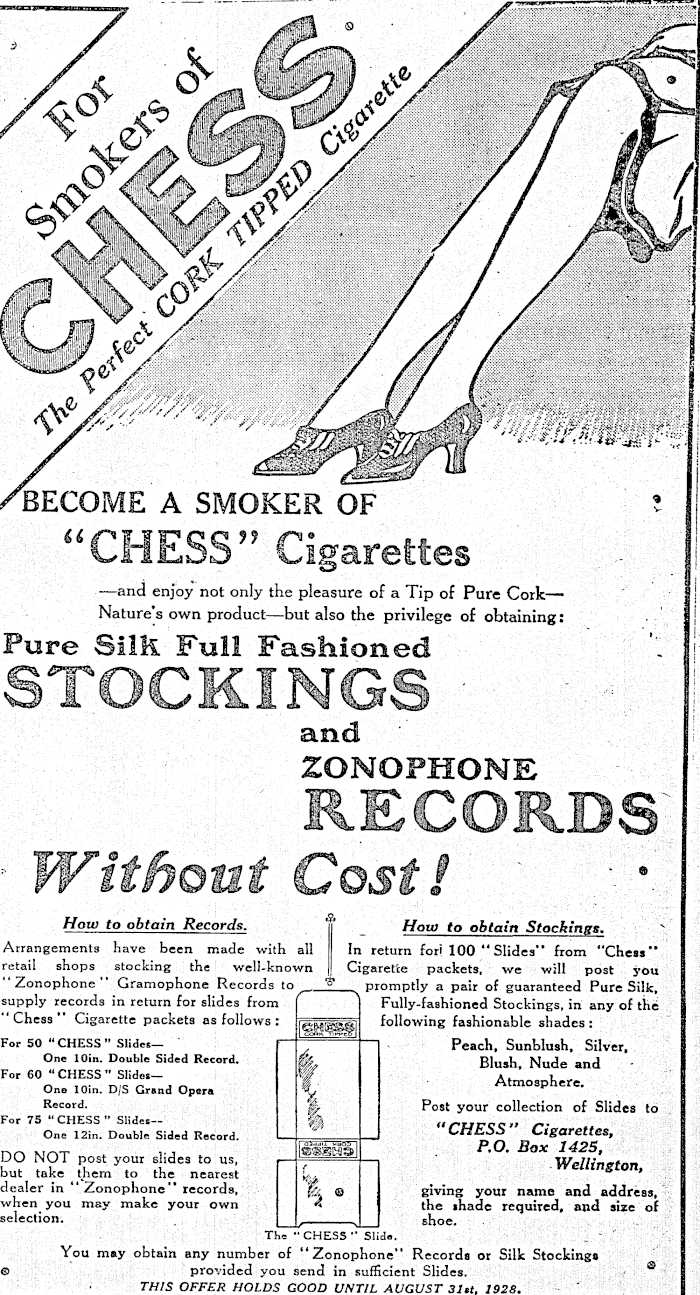 For
Smokers of
CHESS
The Perfect CORK TIPPED Cigarette
BECOME A SMOKER OF
"CHESS" Cigarettes
—and enjoy not only the pleasure of a Tip of Pure Cork—
Nature's own product—but also the privilege of obtaining:
Pure Silk Full Fashioned
STOCKINGS
and
ZONOPHONE
RECORDS
Without Cost!
How to obtain Records.
Arrangements have been made with all
retail shops stocking the well-known
"Zonophone" Gramophone Records to
supply records in return for slides from
"Chess" Cigarette packets as follows:
For 50 "CHESS" Slides—
One 10in. Double Sided Record.
For 60 "CHESS" Slides—
One 10in. D/S Grand Opera
Record.
For 75 "CHESS" Slides--
One 12in. Double Sided Record.
DO NOT post your slides to us,
but take them to the nearest
dealer in "Zonophone" records,
when you may make your own
selection.
CHESS
CORK TIPPED
CHESS
CORK TIPPED
The "CHESS" Slide.
How to obtain Stockings.
In return for 100 "Slides" from "Chess"
Cigarette packets, we will post you
promptly a pair of guaranteed Pure Silk,
Fully-fashioned Stockings, in any of the
following fashionable shades:
Peach, Sunblush, Silver,
Blush, Nude and
Atmosphere.
Post your collection of Slides to
"CHESS" Cigarettes,
P.O. Box 1425,
Wellington,
giving your name and address,
the shade required, and size of
shoe.
You may obtain any number of "Zonophone" Records or Silk Stockings
provided you send in sufficient Slides.
THIS OFFER HOLDS GOOD UNTIL AUGUST 31st, 1928.